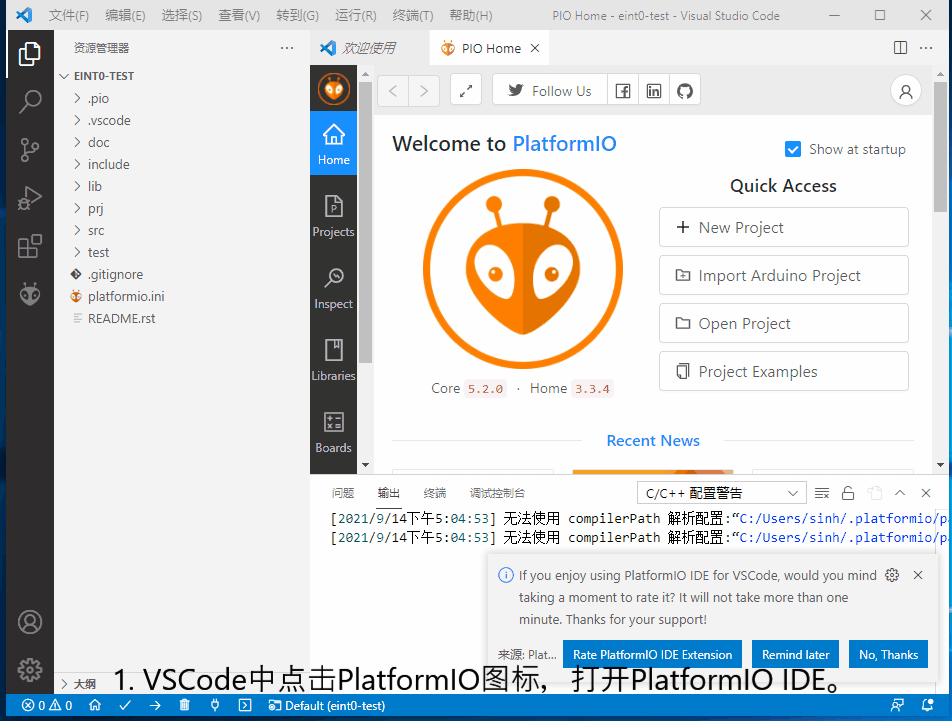 文件(F) 编辑(E) 选择(S) 查看(V) 转到(G) 运行(R) 终端(T) 帮助(H) PIO Home - eint0-test - Visual Studio Code
资源管理器 ···
EINT0-TEST
.pio
.vscode
doc
include
lib
prj
src
test
.gitignore
platformio.ini
README.rst
大纲
欢迎使用 PIO Home
Home
Projects
Inspect
Libraries
Boards
Follow Us
Welcome to PlatformIO
Show at startup
Core 5.2.0 · Home 3.3.4
Quick Access
New Project
Import Arduino Project
Open Project
Project Examples
Recent News
问题 输出 终端 调试控制台 C/C++ 配置警告
[2021/9/14下午5:04:53] 无法使用 compilerPath 解析配置:“C:/Users/sinh/.platformio/pa
[2021/9/14下午5:04:53] 无法使用 compilerPath 解析配置:“C:/Users/sinh/.platformio/pa
If you enjoy using PlatformIO IDE for VSCode, would you mind
taking a moment to rate it? It will not take more than one
minute. Thanks for your support!
来源: Plat... Rate PlatformIO IDE Extension Remind later No, Thanks
1. VSCode中点击PlatformIO图标，打开PlatformIO IDE。
0 0 Default (eint0-test)